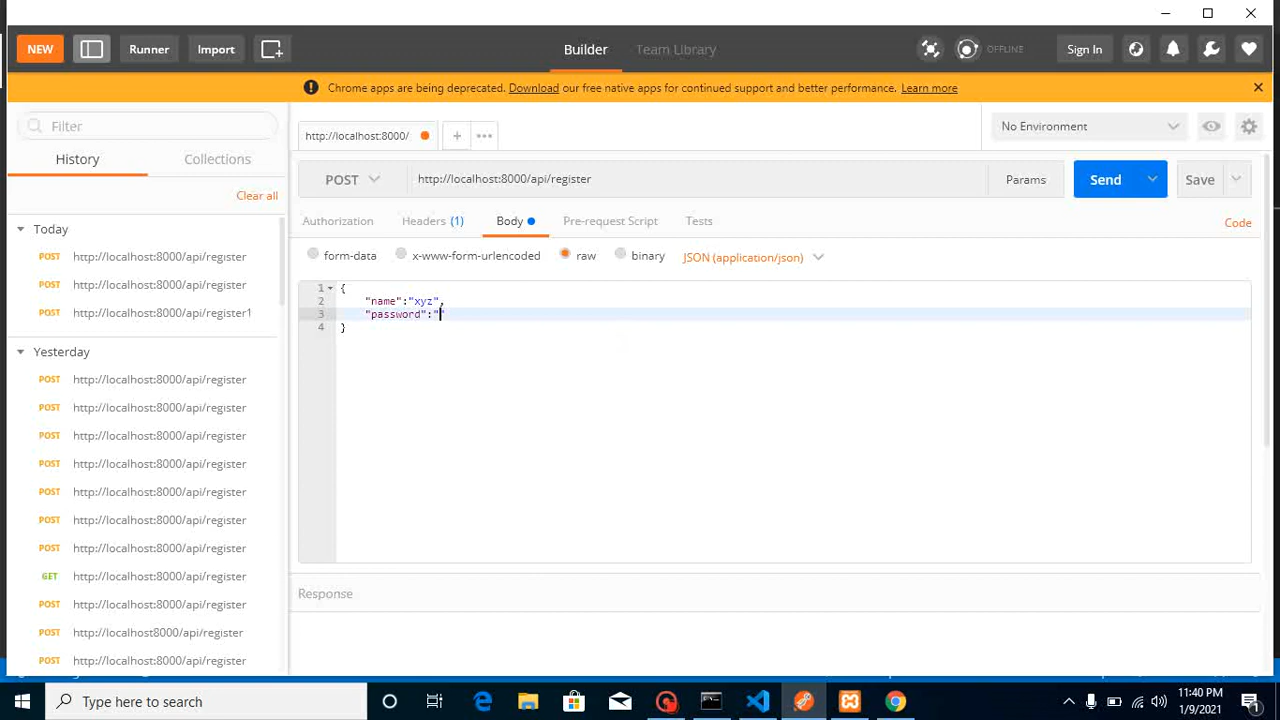 NEW
Runner
Import
Builder
Team Library
OFFLINE
Sign In
! Chrome apps are being deprecated. Download our free native apps for continued support and better performance. Learn more
Filter
History
Collections
Clear all
Today
POST http://localhost:8000/api/register
POST http://localhost:8000/api/register
POST http://localhost:8000/api/register1
Yesterday
POST http://localhost:8000/api/register
POST http://localhost:8000/api/register
POST http://localhost:8000/api/register
POST http://localhost:8000/api/register
POST http://localhost:8000/api/register
POST http://localhost:8000/api/register
POST http://localhost:8000/api/register
GET http://localhost:8000/api/register
POST http://localhost:8000/api/register
POST http://localhost8000/api/register
POST http://localhost:8000/api/register
http://localhost:8000/
+ •••
No Environment
POST http://localhost:8000/api/register
Params
Send
Save
Authorization
Headers (1)
Body
Pre-request Script
Tests
Code
form-data
x-www-form-urlencoded
raw
binary
JSON (application/json)
1 {
2 "name":"xyz",
3 "password":""
4 }
Response
Type here to search
11:40 PM
1/9/2021
1